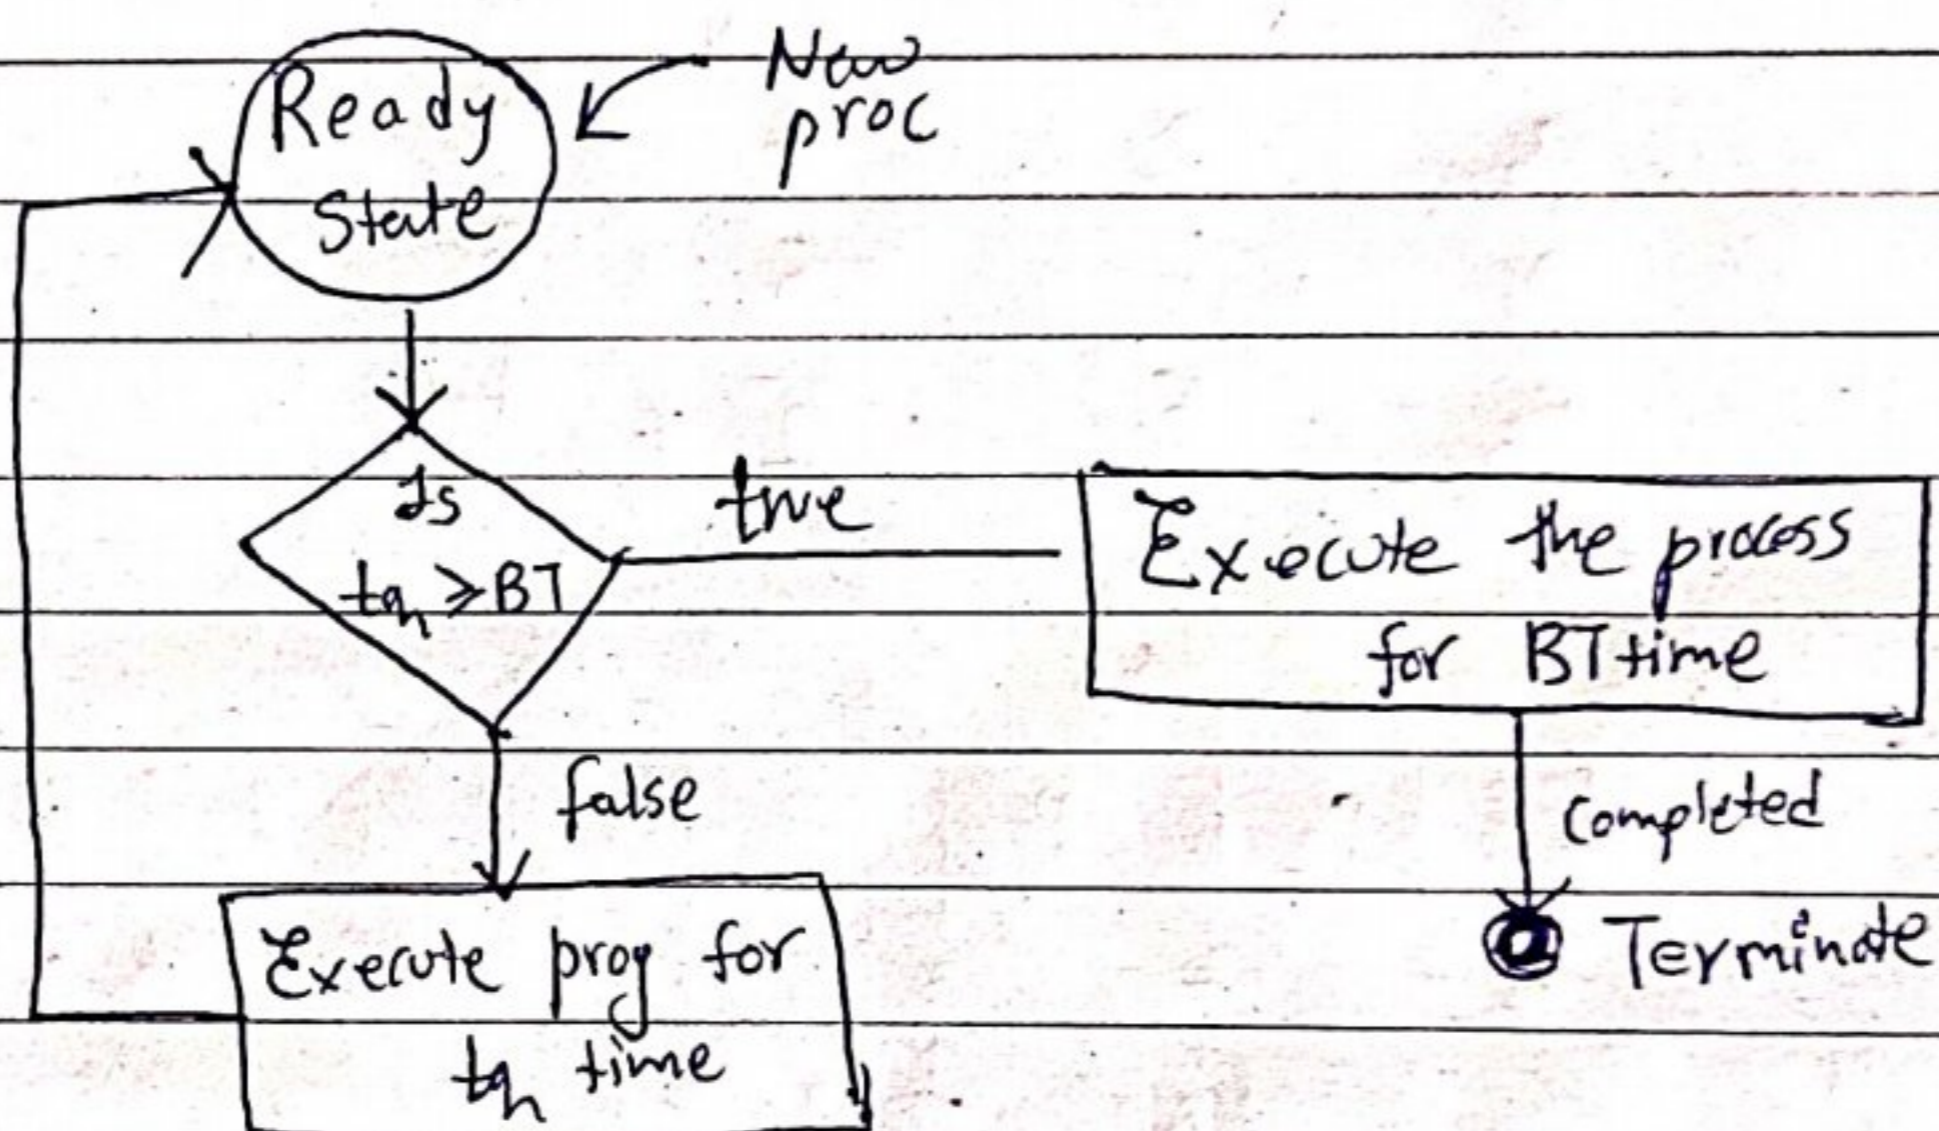 Ready
State
New
proc
Is
tq ≥ BT
true
Execute the process
for BT time
false
completed
Execute prog for
tq time
Terminate